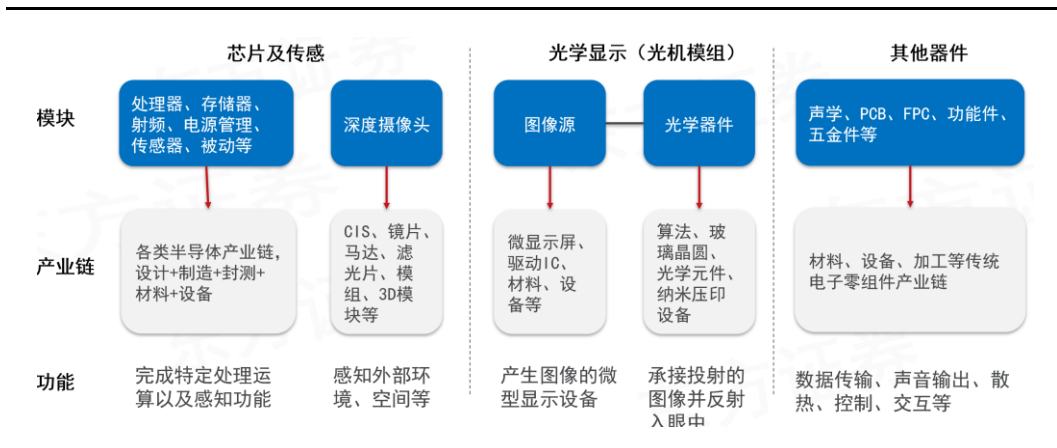 芯片及传感
光学显示（光机模组）
其他器件
模块
处理器、存储器、
射频、电源管理、
传感器、被动等
深度摄像头
图像源
光学器件
声学、PCB、FPC、功能件、
五金件等
产业链
各类半导体产业链，
设计+制造+封测+
材料+设备
CIS、镜片、
马达、滤
光片、模
组、3D模
块等
微显示屏、
驱动IC、
材料、设
备等
算法、玻
璃晶圆、
光学元件、
纳米压印
设备
材料、设备、加工等传统
电子零组件产业链
功能
完成特定处理运
算以及感知功能
感知外部环
境、空间等
产生图像的微
型显示设备
承接投射的
图像并反射
入眼中
数据传输、声音输出、散
热、控制、交互等
东方证券